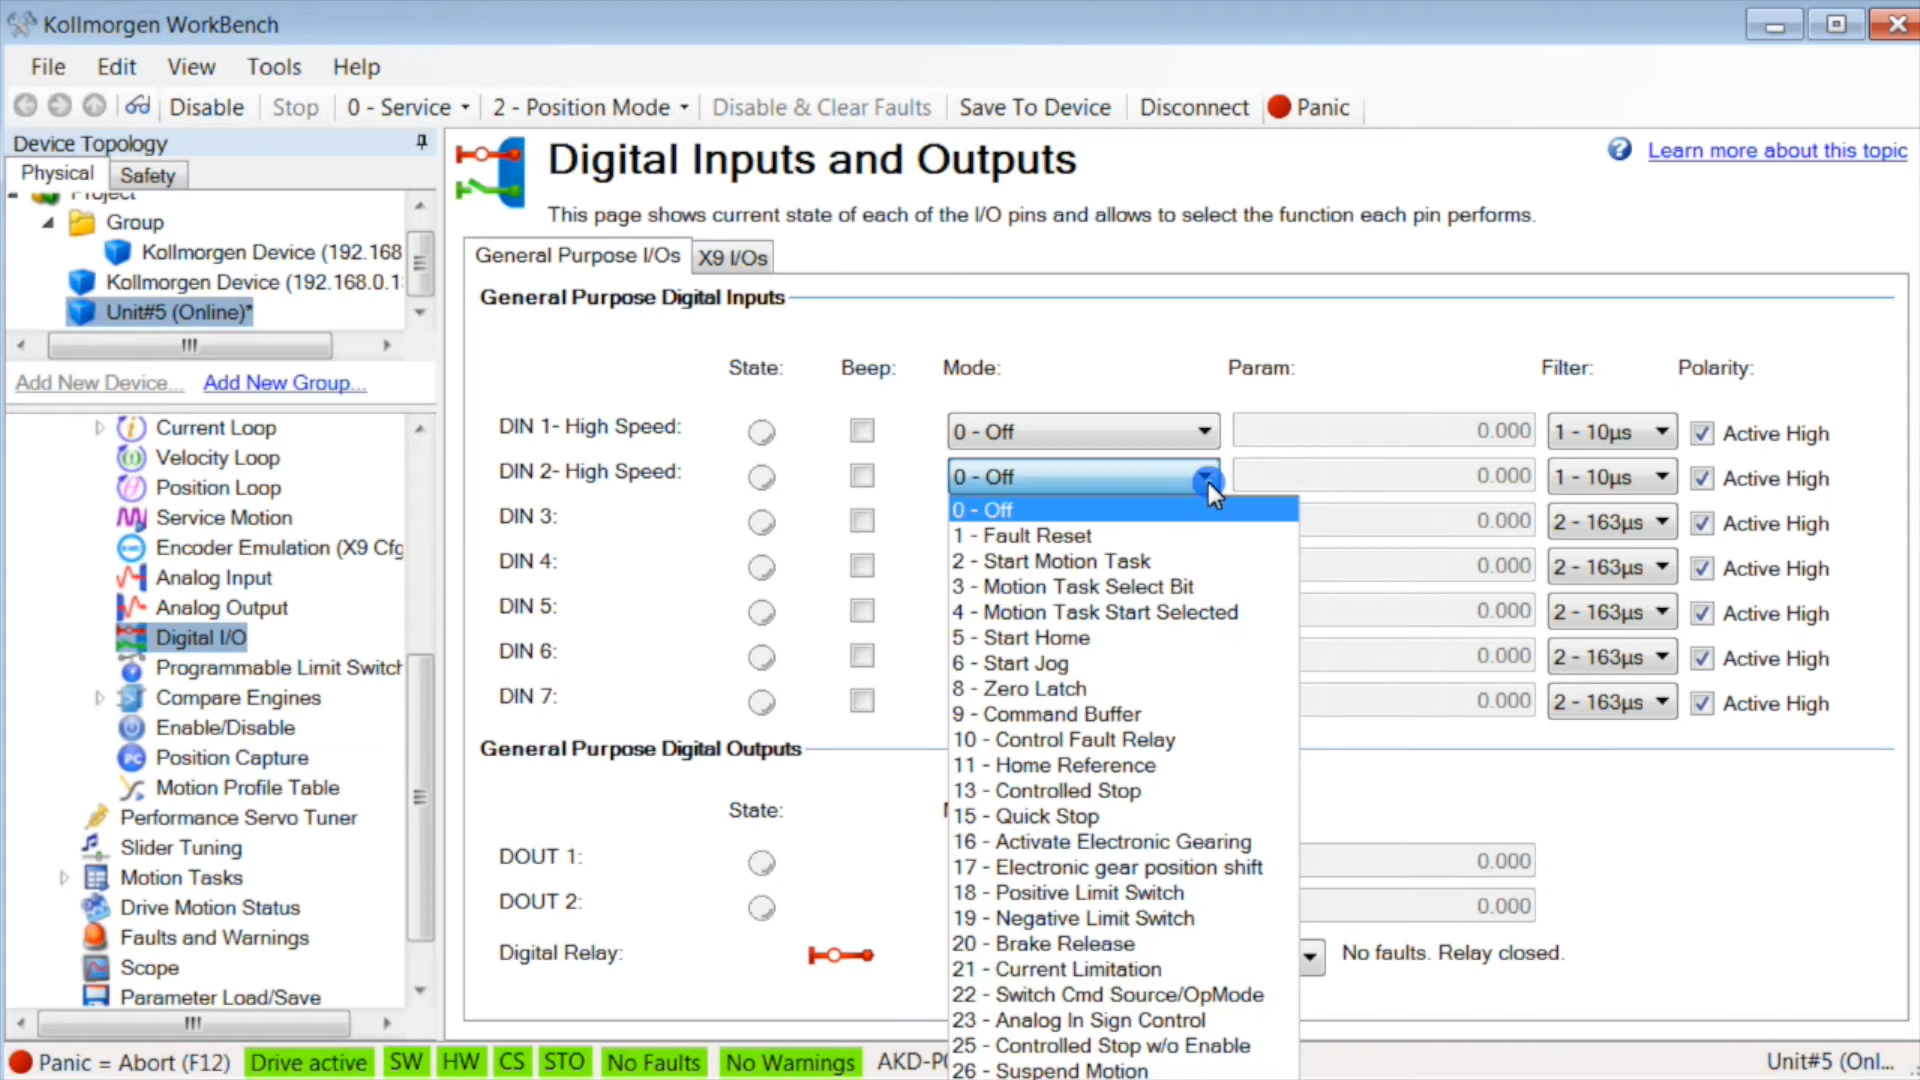 Kollmorgen WorkBench
File Edit View Tools Help
Disable Stop 0 - Service 2 - Position Mode Disable & Clear Faults Save To Device Disconnect Panic
Device Topology
Physical Safety
Project
Group
Kollmorgen Device (192.168
Kollmorgen Device (192.168.0.1
Unit#5 (Online)*
Add New Device... Add New Group...
Current Loop
Velocity Loop
Position Loop
Service Motion
Encoder Emulation (X9 Cfg
Analog Input
Analog Output
Digital I/O
Programmable Limit Switch
Compare Engines
Enable/Disable
Position Capture
Motion Profile Table
Performance Servo Tuner
Slider Tuning
Motion Tasks
Drive Motion Status
Faults and Warnings
Scope
Parameter Load/Save
Digital Inputs and Outputs
Learn more about this topic
This page shows current state of each of the I/O pins and allows to select the function each pin performs.
General Purpose I/Os X9 I/Os
General Purpose Digital Inputs
State: Beep: Mode: Param: Filter: Polarity:
DIN 1- High Speed: 0 - Off 0.000 1 - 10µs Active High
DIN 2- High Speed: 0 - Off 0.000 1 - 10µs Active High
DIN 3: 0.000 2 - 163µs Active High
DIN 4: 0.000 2 - 163µs Active High
DIN 5: 0.000 2 - 163µs Active High
DIN 6: 0.000 2 - 163µs Active High
DIN 7: 0.000 2 - 163µs Active High
0 - Off
1 - Fault Reset
2 - Start Motion Task
3 - Motion Task Select Bit
4 - Motion Task Start Selected
5 - Start Home
6 - Start Jog
8 - Zero Latch
9 - Command Buffer
10 - Control Fault Relay
11 - Home Reference
13 - Controlled Stop
15 - Quick Stop
16 - Activate Electronic Gearing
17 - Electronic gear position shift
18 - Positive Limit Switch
19 - Negative Limit Switch
20 - Brake Release
21 - Current Limitation
22 - Switch Cmd Source/OpMode
23 - Analog In Sign Control
25 - Controlled Stop w/o Enable
26 - Suspend Motion
General Purpose Digital Outputs
State:
DOUT 1: 0.000
DOUT 2: 0.000
Digital Relay: No faults. Relay closed.
Panic = Abort (F12) Drive active SW HW CS STO No Faults No Warnings AKD-P0 Unit#5 (Onl...